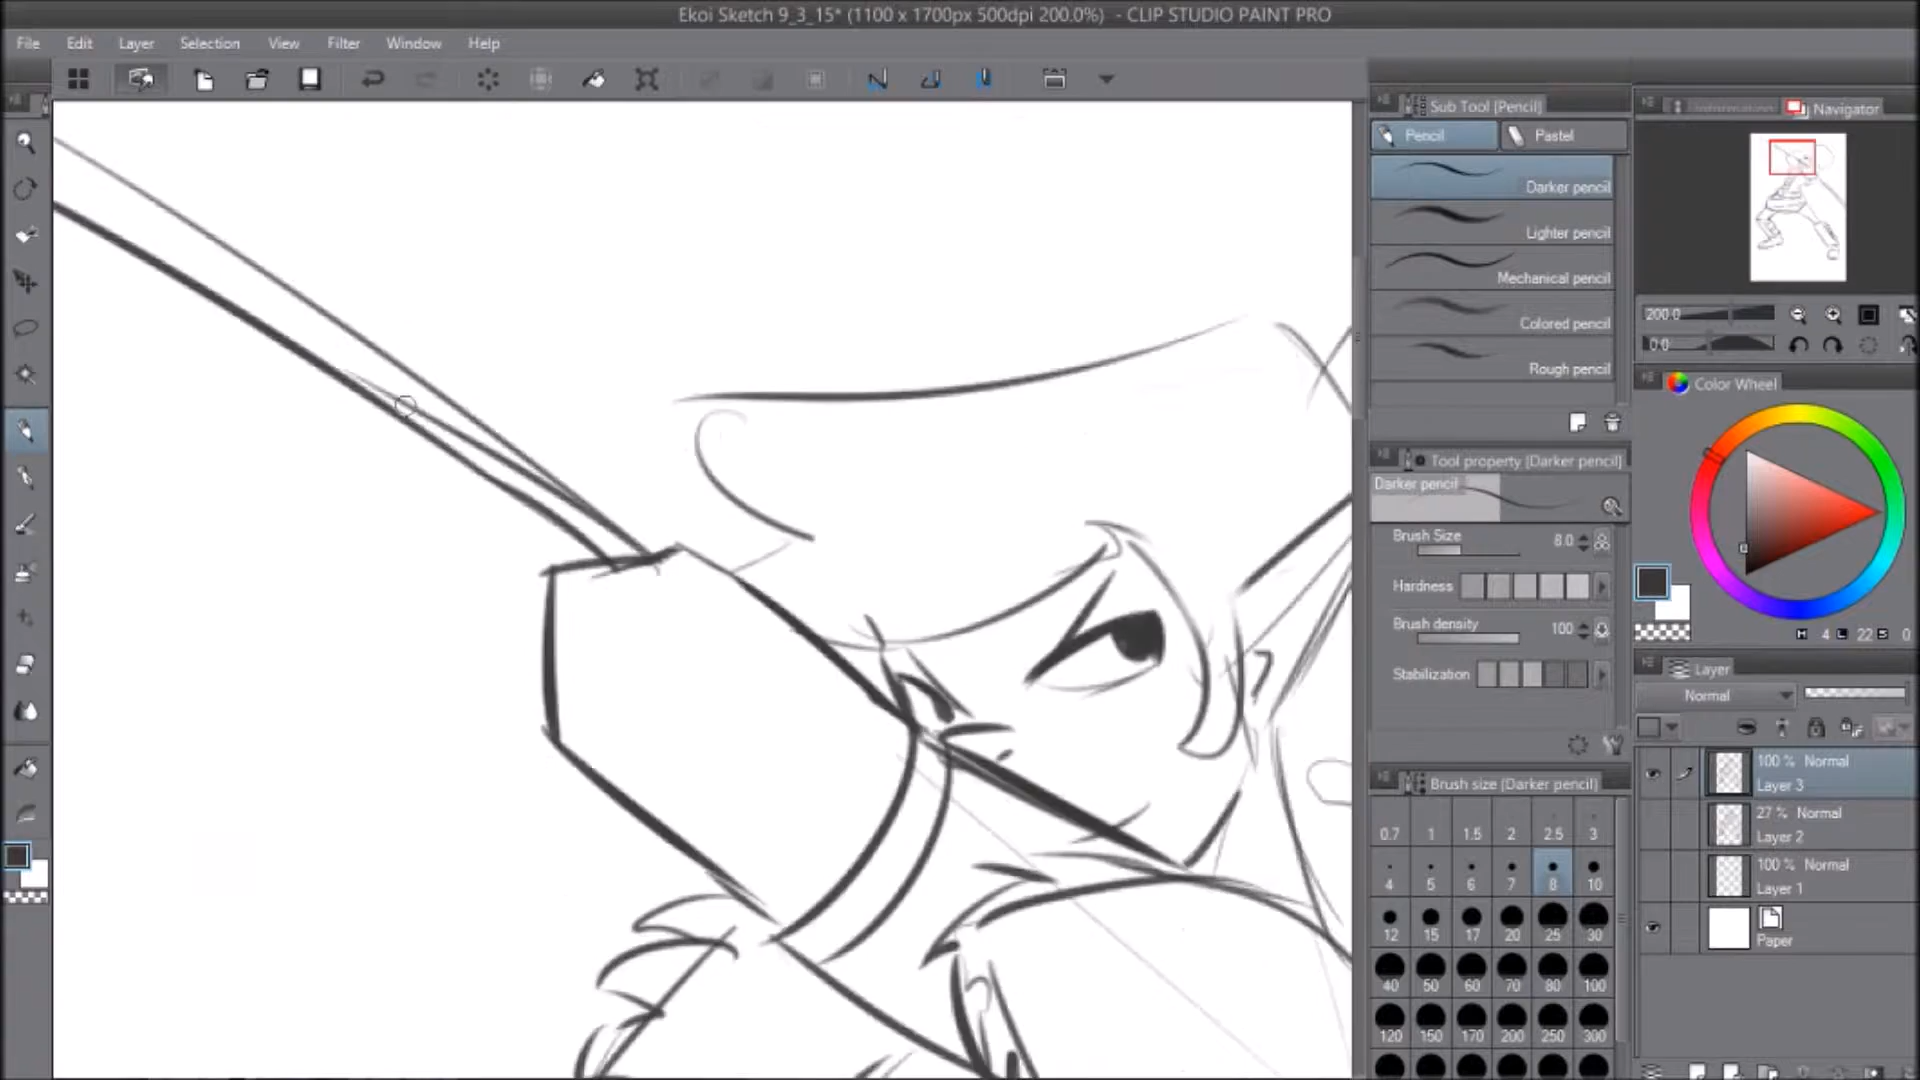 Ekoi Sketch 9_3_15* (1100 x 1700px 500dpi 200.0%)  - CLIP STUDIO PAINT PRO
File Edit Layer Selection View Filter Window Help
Sub Tool [Pencil]
Navigator
Pencil Pastel
Darker pencil
Lighter pencil
Mechanical pencil
Colored pencil
Rough pencil
200.0
0.0
Color Wheel
Tool property [Darker pencil]
Darker pencil
Brush Size 8.0
Hardness
Brush density 100
Stabilization
H 4 L 22 S 0
Layer
Normal
100 % Normal
Layer 3
27 % Normal
Layer 2
100 % Normal
Layer 1
Paper
Brush size [Darker pencil]
0.7 1 1.5 2 2.5 3
4 5 6 7 8 10
12 15 17 20 25 30
40 50 60 70 80 100
120 150 170 200 250 300